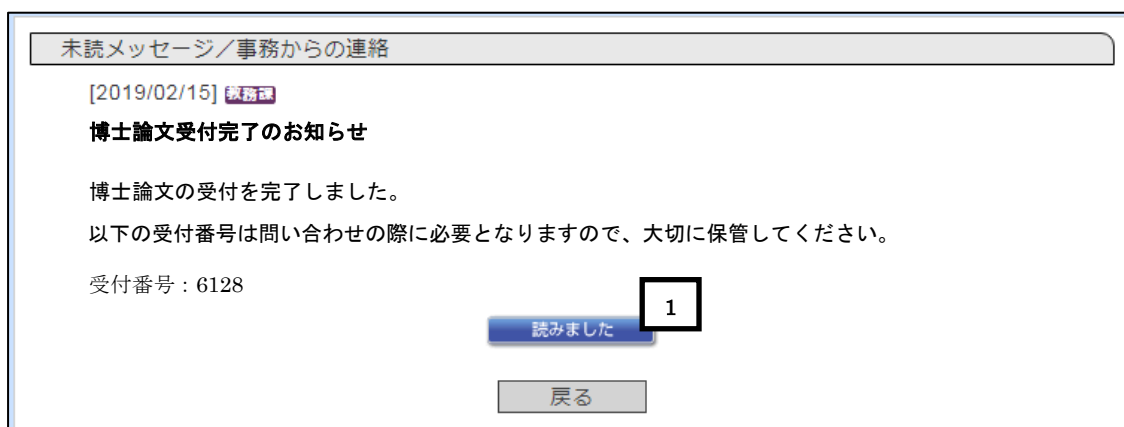 未読メッセージ／事務からの連絡
[2019/02/15] 教務課
博士論文受付完了のお知らせ
博士論文の受付を完了しました。
以下の受付番号は問い合わせの際に必要となりますので、大切に保管してください。
受付番号：6128
1
読みました
戻る